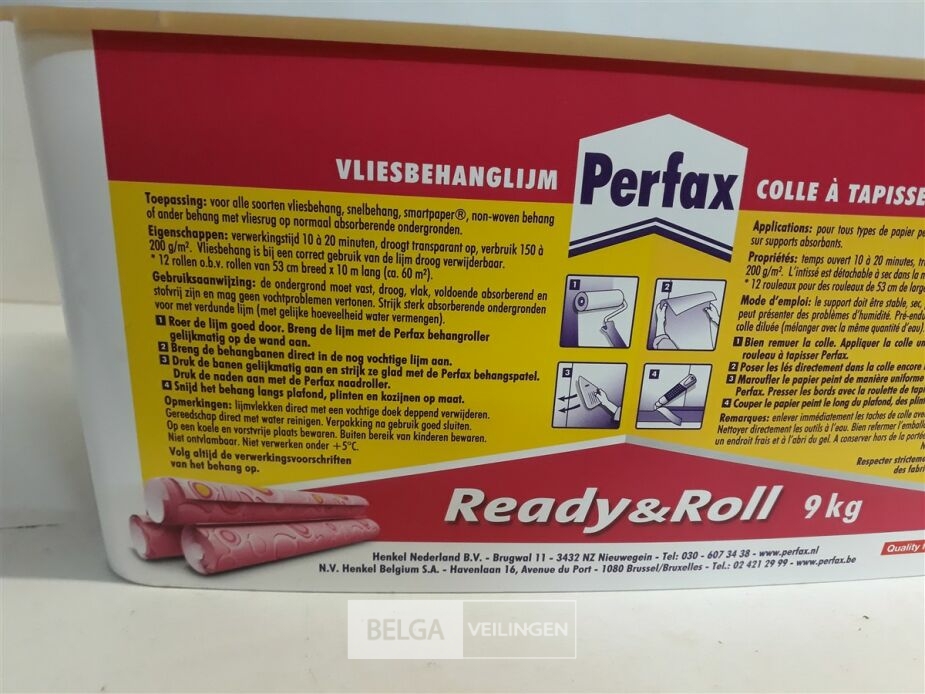 VLIESBEHANGLIJM
Perfax
COLLE À TAPISSE
Toepassing: voor alle soorten vliesbehang, snelbehang, smartpaper®, non-woven behang
of ander behang met vliesrug op normaal absorberende ondergronden.
Eigenschappen: verwerkingstijd 10 à 20 minuten, droogt transparant op, verbruik 150 à
200 g/m². Vliesbehang is bij een correct gebruik van de lijm droog verwijderbaar.
* 12 rollen o.b.v. rollen van 53 cm breed x 10 m lang (ca. 60 m²).
Gebruiksaanwijzing: de ondergrond moet vast, droog, vlak, voldoende absorberend en
stofvrij zijn en mag geen vochtproblemen vertonen. Strijk sterk absorberende ondergronden
voor met verdunde lijm (met gelijke hoeveelheid water vermengen).
1 Roer de lijm goed door. Breng de lijm met de Perfax behangroller
gelijkmatig op de wand aan.
2 Breng de behangbanen direct in de nog vochtige lijm aan.
3 Druk de banen gelijkmatig aan en strijk ze glad met de Perfax behangspatel.
Druk de naden aan met de Perfax naadroller.
4 Snijd het behang langs plafond, plinten en kozijnen op maat.
Opmerkingen: lijmvlekken direct met een vochtige doek deppend verwijderen.
Gereedschap direct met water reinigen. Verpakking na gebruik goed sluiten.
Op een koele en vorstvrije plaats bewaren. Buiten bereik van kinderen bewaren.
Niet ontvlambaar. Niet verwerken onder +5°C.
Volg altijd de verwerkingsvoorschriften
van het behang op.
1
2
3
4
Applications: pour tous types de papier pe
sur supports absorbants.
Propriétés: temps ouvert 10 à 20 minutes, tr
200 g/m². L'intissé est détachable à sec dans la m
* 12 rouleaux pour des rouleaux de 53 cm de large
Mode d'emploi: le support doit être stable, sec,
peut présenter des problèmes d'humidité. Pré-endu
colle diluée (mélanger avec la même quantité d'eau).
1 Bien remuer la colle. Appliquer la colle un
rouleau à tapisser Perfax.
2 Poser les lés directement dans la colle encore
3 Maroufler le papier peint de manière uniforme
Perfax. Presser les bords avec la roulette de tapi
4 Couper le papier peint le long du plafond, des plin
Remarques: enlever immédiatement les taches de colle ave
Nettoyer directement les outils à l'eau. Bien refermer l'emballa
un endroit frais et à l'abri du gel. A conserver hors de la portée
N
Respecter stricteme
des fabri
Ready&Roll 9 kg
Quality
Henkel Nederland B.V. - Brugwal 11 - 3432 NZ Nieuwegein - Tel: 030 - 607 34 38 - www.perfax.nl
N.V. Henkel Belgium S.A. - Havenlaan 16, Avenue du Port - 1080 Brussel/Bruxelles - Tel.: 02 421 29 99 - www.perfax.be
BELGA VEILINGEN